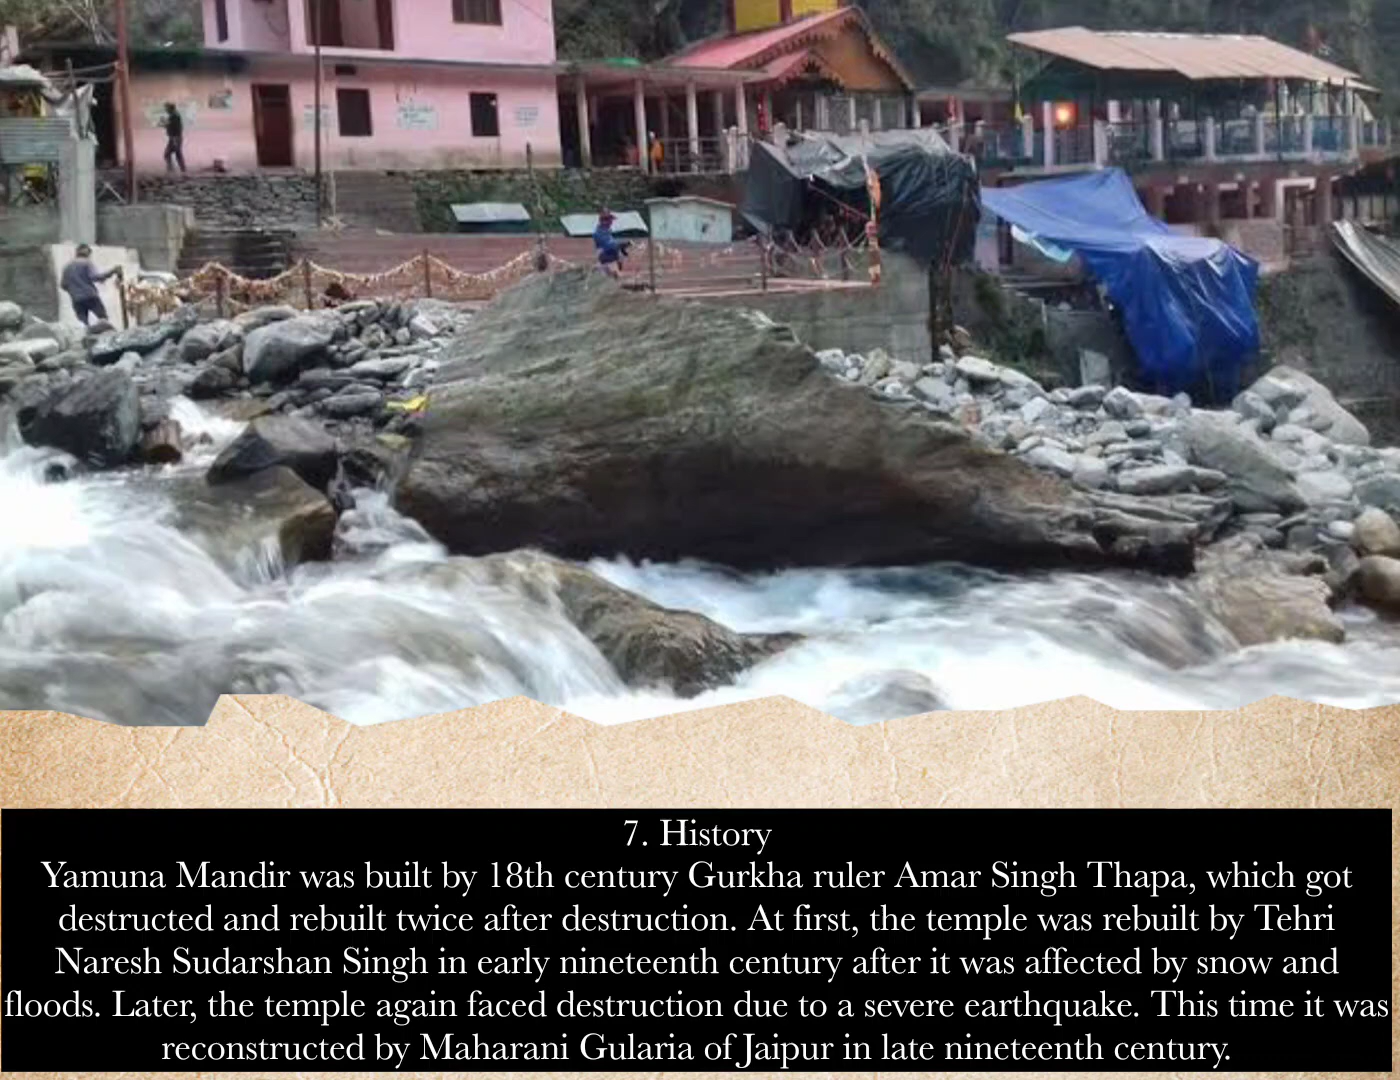 7. History
Yamuna Mandir was built by 18th century Gurkha ruler Amar Singh Thapa, which got
destructed and rebuilt twice after destruction. At first, the temple was rebuilt by Tehri
Naresh Sudarshan Singh in early nineteenth century after it was affected by snow and
floods. Later, the temple again faced destruction due to a severe earthquake. This time it was
reconstructed by Maharani Gularia of Jaipur in late nineteenth century.